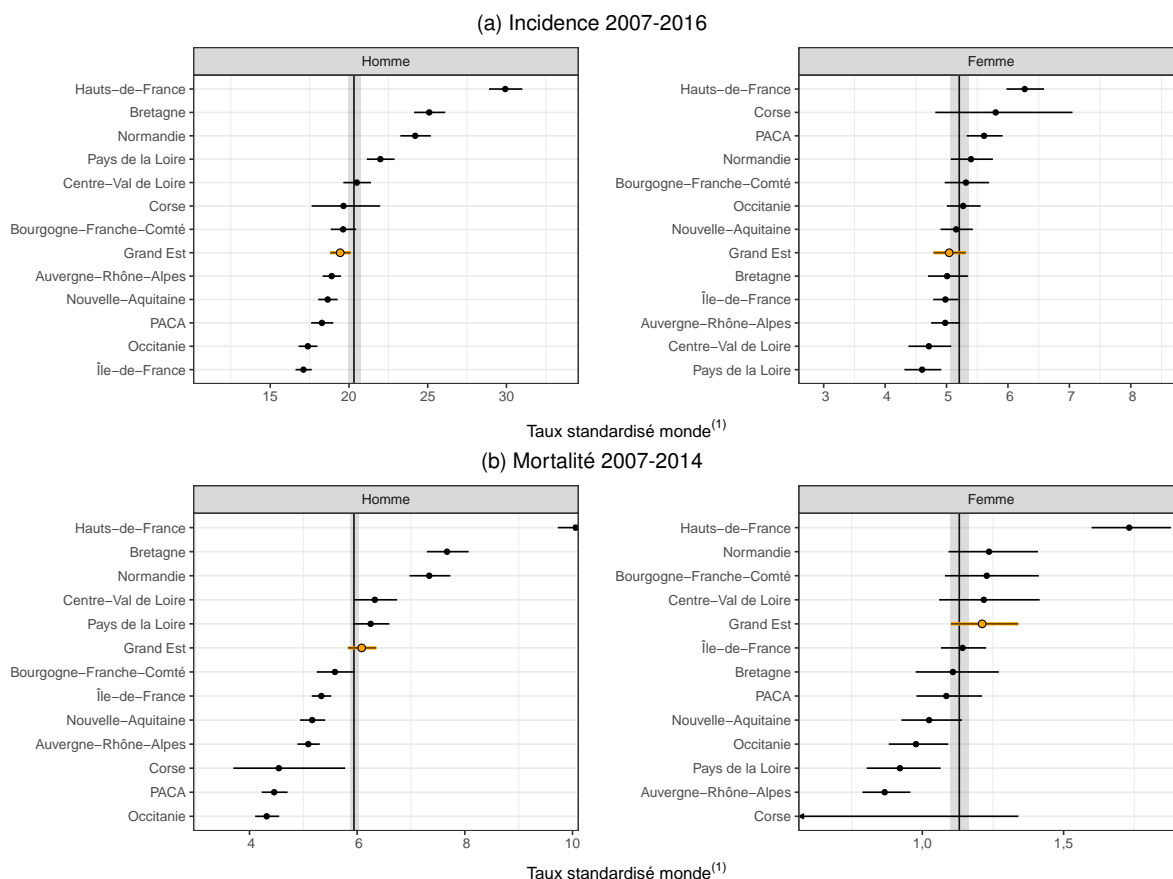 (a) Incidence 2007-2016
Homme
Hauts−de−France
Bretagne
Normandie
Pays de la Loire
Centre−Val de Loire
Corse
Bourgogne−Franche−Comté
Grand Est
Auvergne−Rhône−Alpes
Nouvelle−Aquitaine
PACA
Occitanie
Île−de−France
15 20 25 30
Femme
Hauts−de−France
Corse
PACA
Normandie
Bourgogne−Franche−Comté
Occitanie
Nouvelle−Aquitaine
Grand Est
Bretagne
Île−de−France
Auvergne−Rhône−Alpes
Centre−Val de Loire
Pays de la Loire
3 4 5 6 7 8
Taux standardisé monde(1)
(b) Mortalité 2007-2014
Homme
Hauts−de−France
Bretagne
Normandie
Centre−Val de Loire
Pays de la Loire
Grand Est
Bourgogne−Franche−Comté
Île−de−France
Nouvelle−Aquitaine
Auvergne−Rhône−Alpes
Corse
PACA
Occitanie
4 6 8 10
Femme
Hauts−de−France
Normandie
Bourgogne−Franche−Comté
Centre−Val de Loire
Grand Est
Île−de−France
Bretagne
PACA
Nouvelle−Aquitaine
Occitanie
Pays de la Loire
Auvergne−Rhône−Alpes
Corse
1,0 1,5
Taux standardisé monde(1)